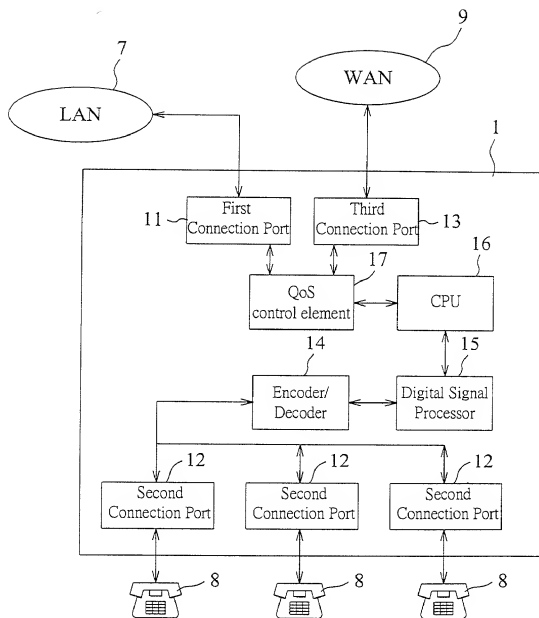 9
7
WAN
LAN
1
First
Connection Port
11
Third
Connection Port
13
17
16
QoS
control element
CPU
14
15
Encoder/
Decoder
Digital Signal
Processor
12
12
12
Second
Connection Port
Second
Connection Port
Second
Connection Port
8
8
8